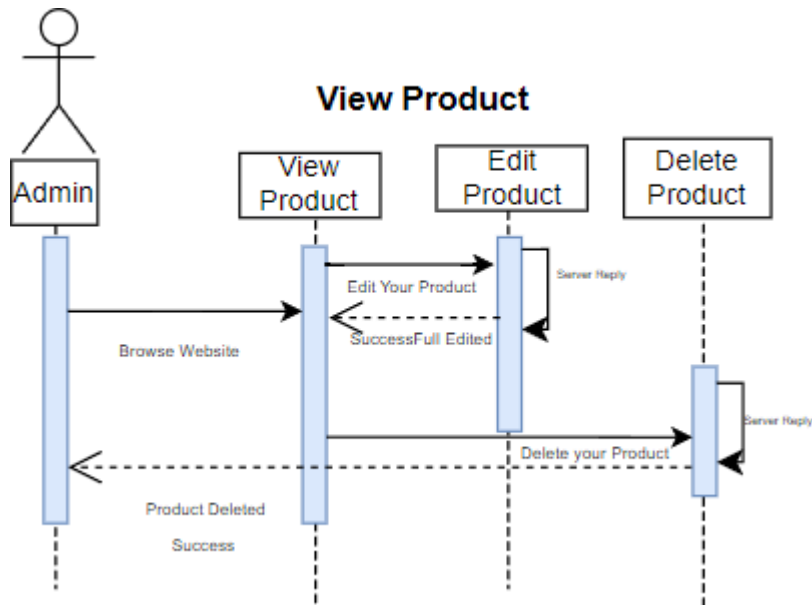 View Product
Admin
View
Product
Edit
Product
Delete
Product
Edit Your Product
Server Reply
SuccessFull Edited
Browse Website
Server Reply
Delete your Product
Product Deleted
Success